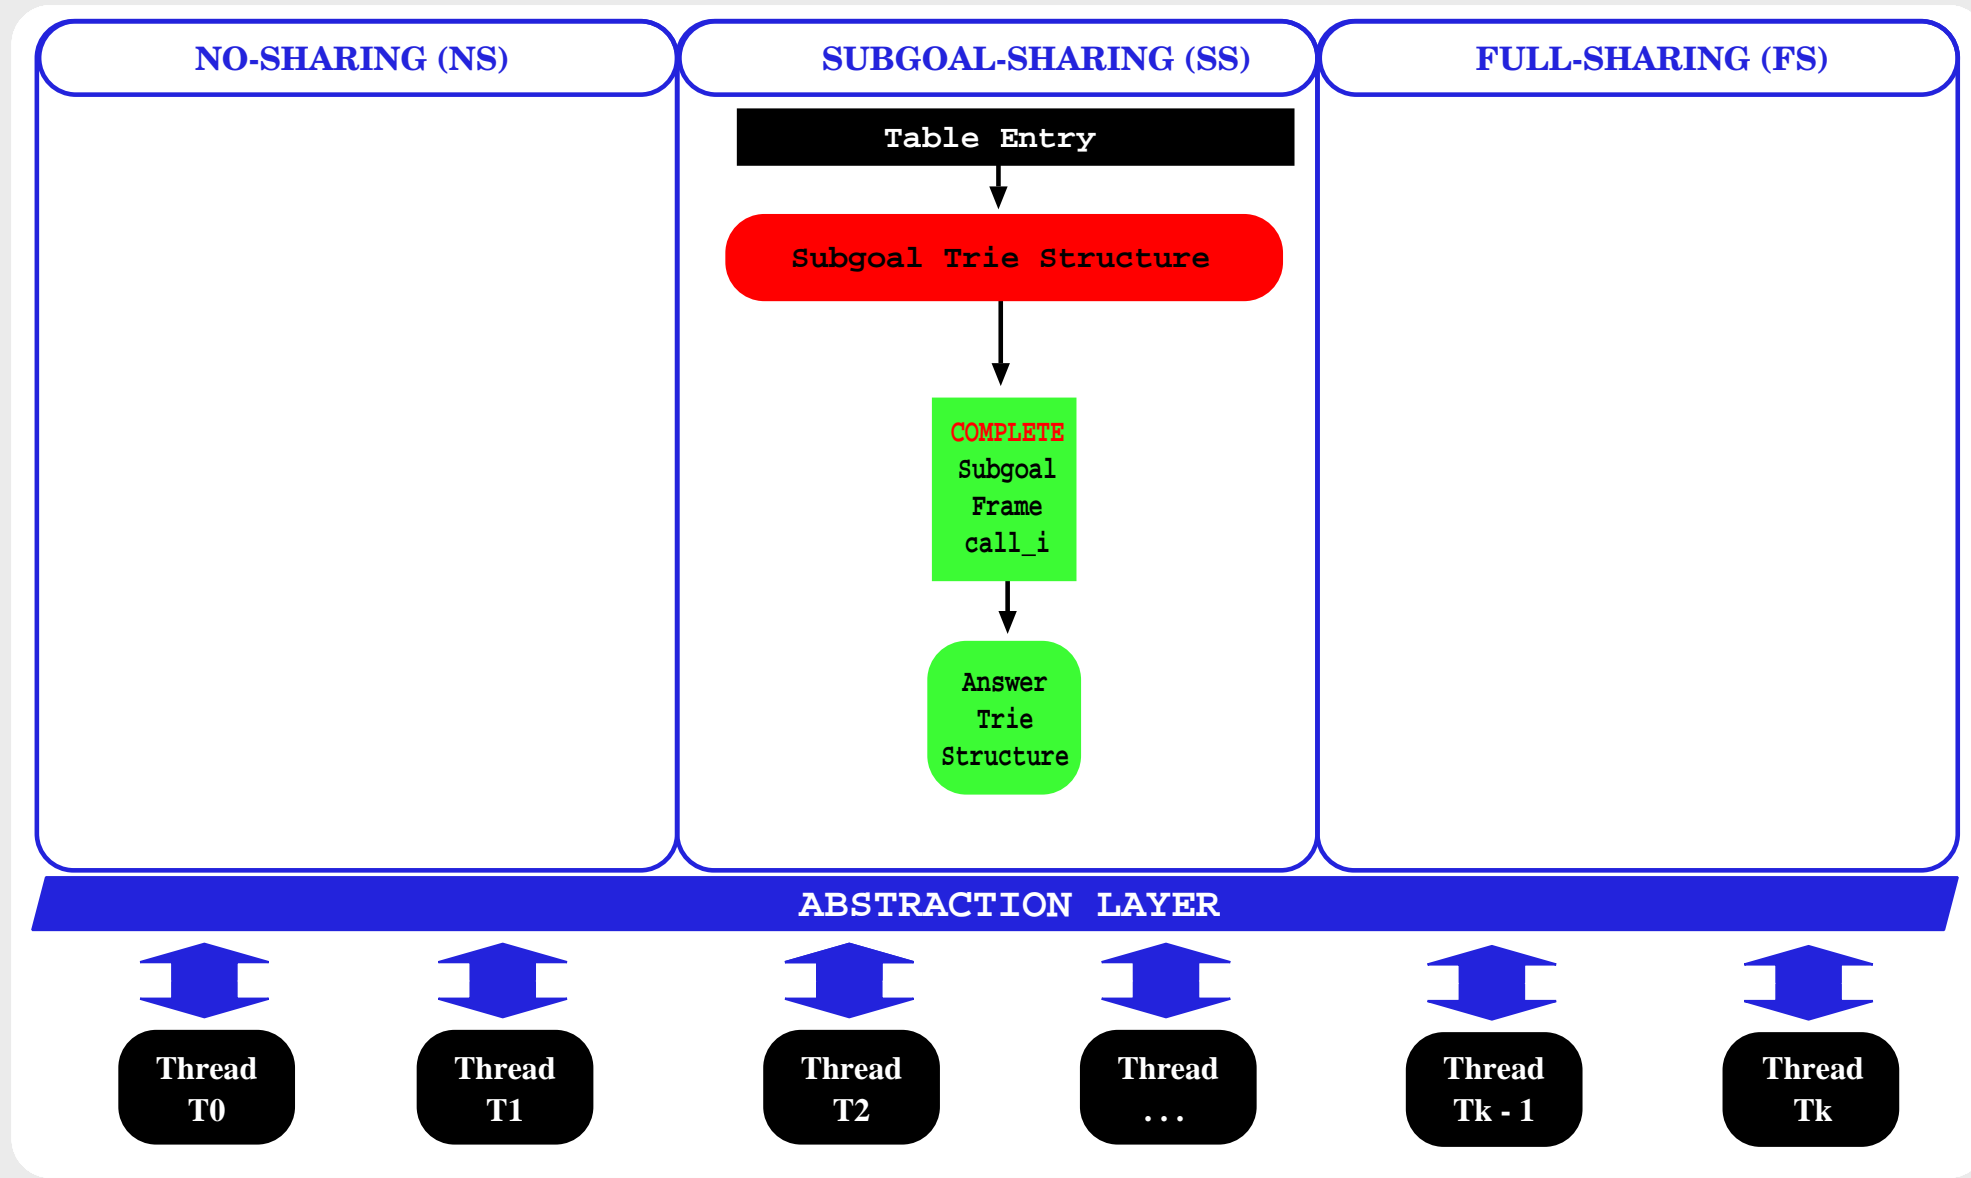 NO-SHARING (NS)
SUBGOAL-SHARING (SS)
FULL-SHARING (FS)
Table Entry
Subgoal Trie Structure
COMPLETE
Subgoal
Frame
call_i
Answer
Trie
Structure
ABSTRACTION LAYER
Thread
T0
Thread
T1
Thread
T2
Thread
. . .
Thread
Tk - 1
Thread
Tk